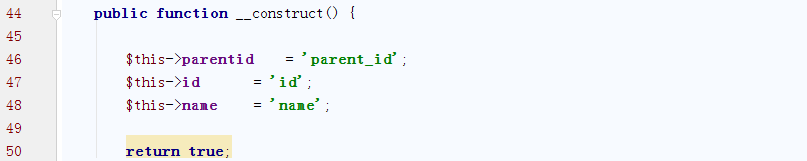 44 public function __construct() {
45
46 $this->parentid = 'parent_id';
47 $this->id = 'id';
48 $this->name = 'name';
49
50 return true;